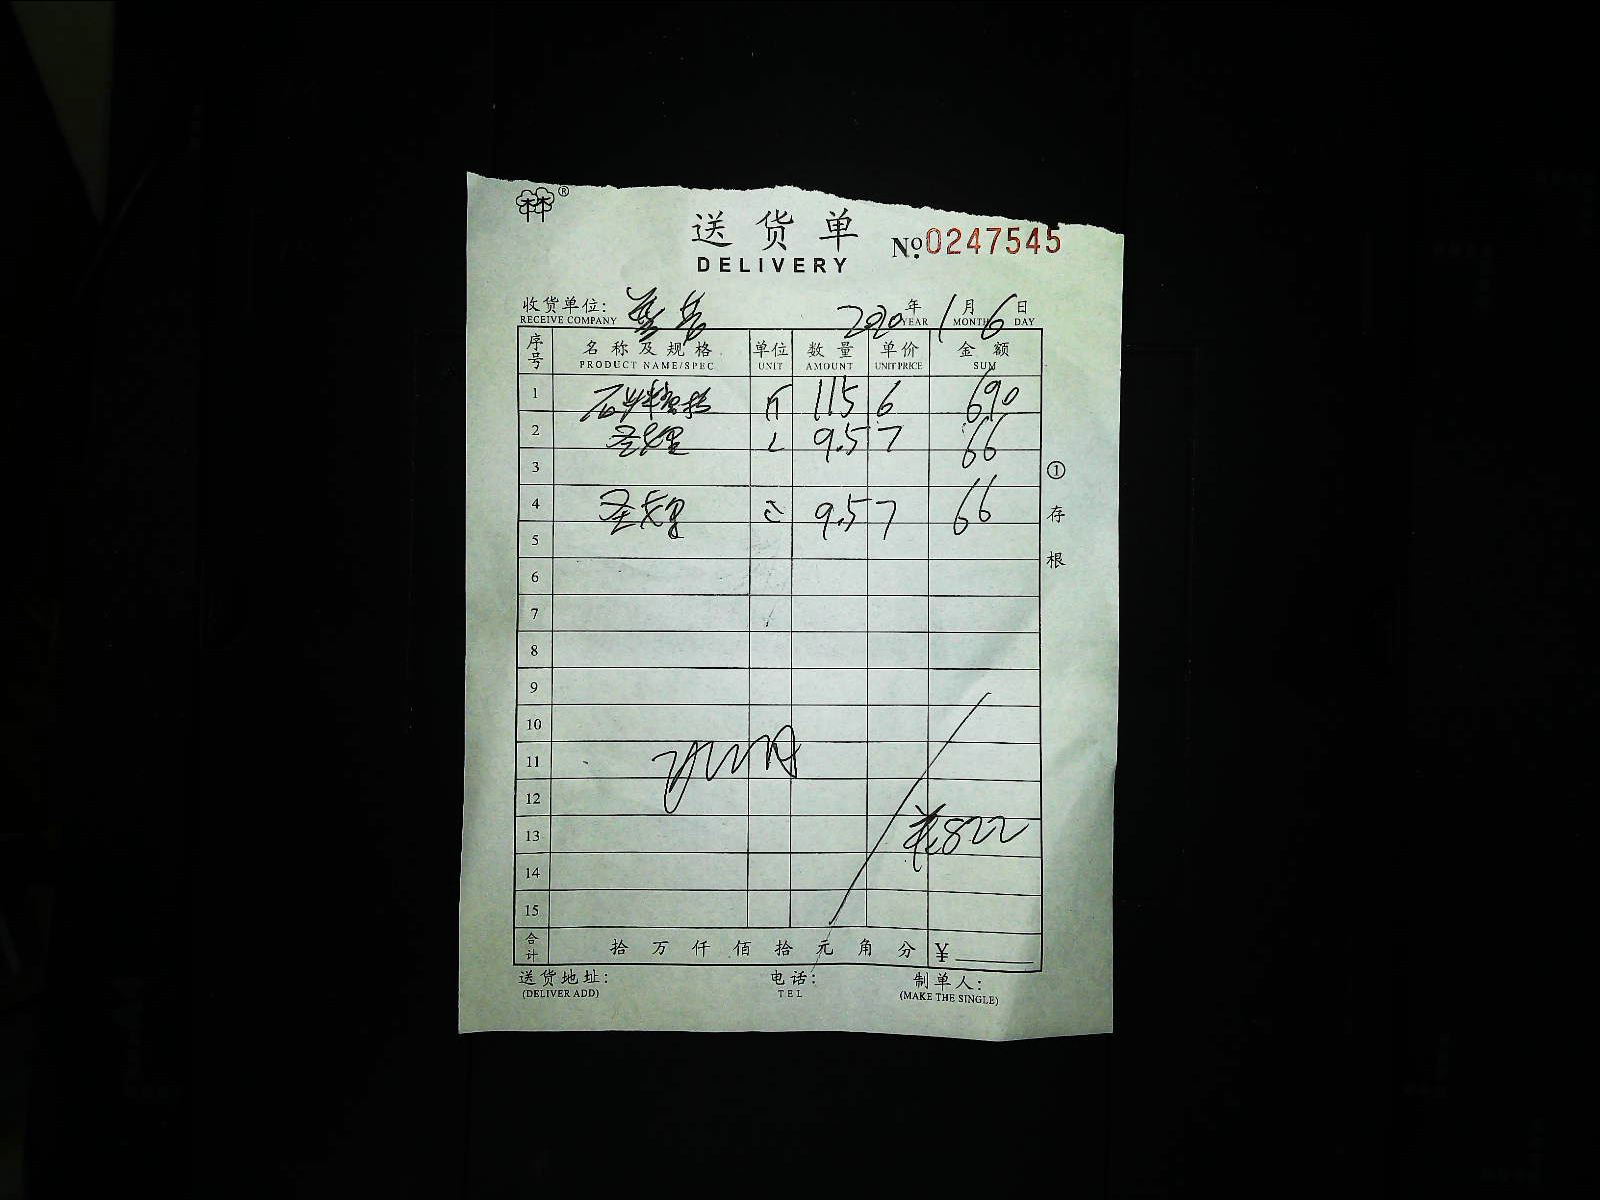 ®
送货单
DELIVERY
№0247545
收货单位:
RECEIVE COMPANY
2020年1月6日
YEAR MONTH DAY
序号 名称及规格 单位 数量 单价 金额
PRODUCT NAME/SPEC UNIT AMOUNT UNIT PRICE SUM
1 115 6 690
2 9.5 7 66
3
4 9.5 7 66
5
6
7
8
9
10
11
12
13 822
14
15
合计 拾 万 仟 佰 拾 元 角 分 ¥
送货地址: 电话: 制单人:
(DELIVER ADD) TEL (MAKE THE SINGLE)
①存根